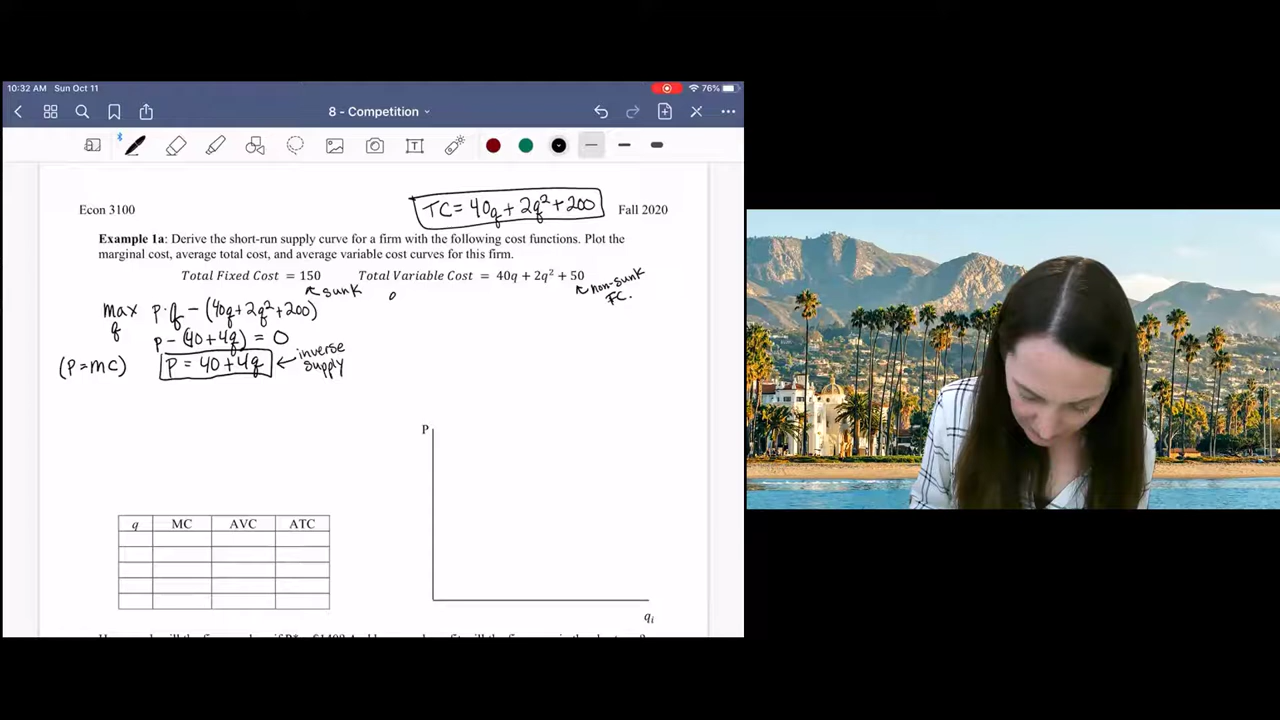 10:32 AM Sun Oct 11
76%
8 - Competition
T
Econ 3100
TC = 40q + 2q² + 200
Fall 2020
Example 1a: Derive the short-run supply curve for a firm with the following cost functions. Plot the
marginal cost, average total cost, and average variable cost curves for this firm.
Total Fixed Cost = 150 Total Variable Cost = 40q + 2q² + 50
sunk
non-sunk
FC.
max P·q - (40q + 2q² + 200)
q
P - (40 + 4q) = 0
(P=MC) P = 40 + 4q
inverse
supply
P
q MC AVC ATC
qᵢ